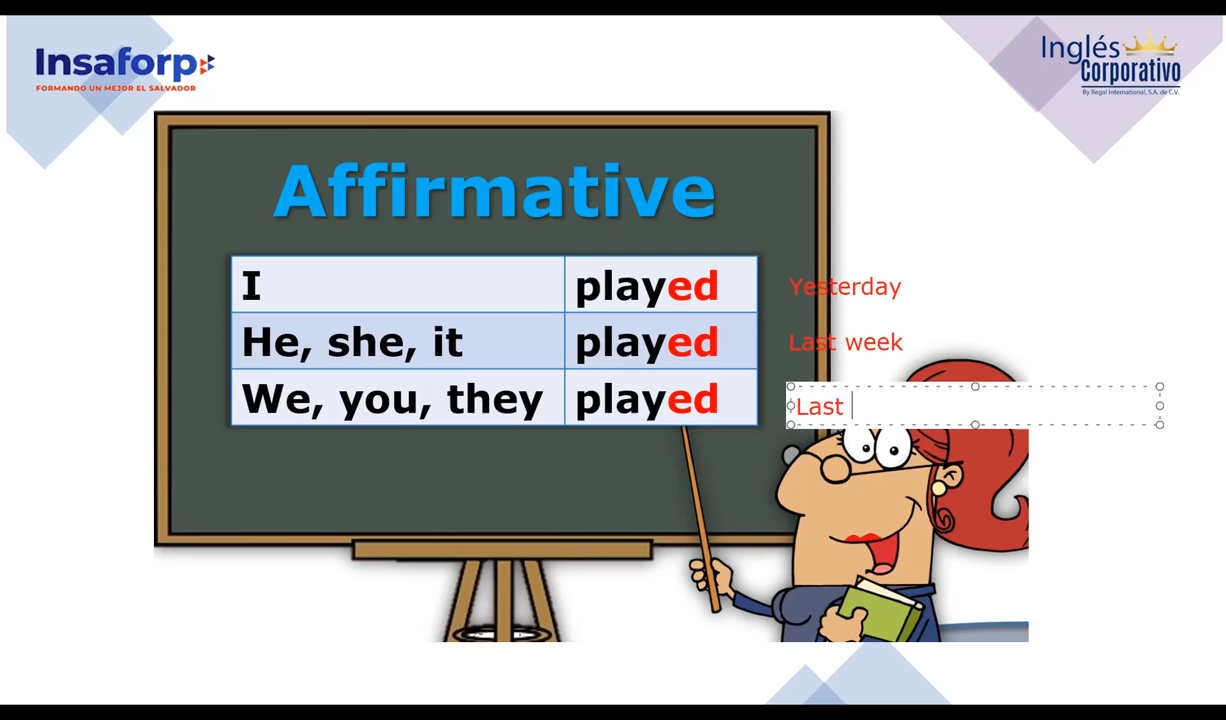 Insaforp
FORMANDO UN MEJOR EL SALVADOR
Inglés
Corporativo
By Regal International, S.A. de C.V.
Affirmative
I played Yesterday
He, she, it played Last week
We, you, they played Last